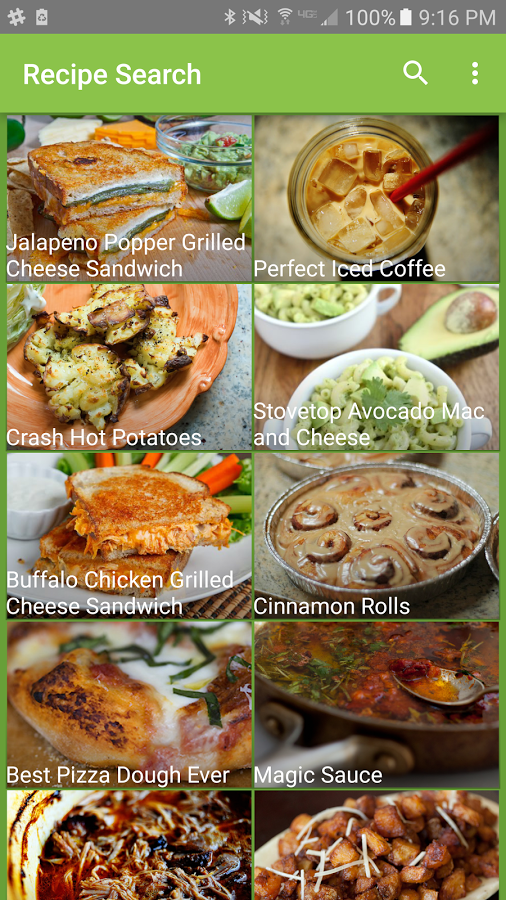 100% 9:16 PM
Recipe Search
Jalapeno Popper Grilled
Cheese Sandwich
Perfect Iced Coffee
Crash Hot Potatoes
Stovetop Avocado Mac
and Cheese
Buffalo Chicken Grilled
Cheese Sandwich
Cinnamon Rolls
Best Pizza Dough Ever
Magic Sauce